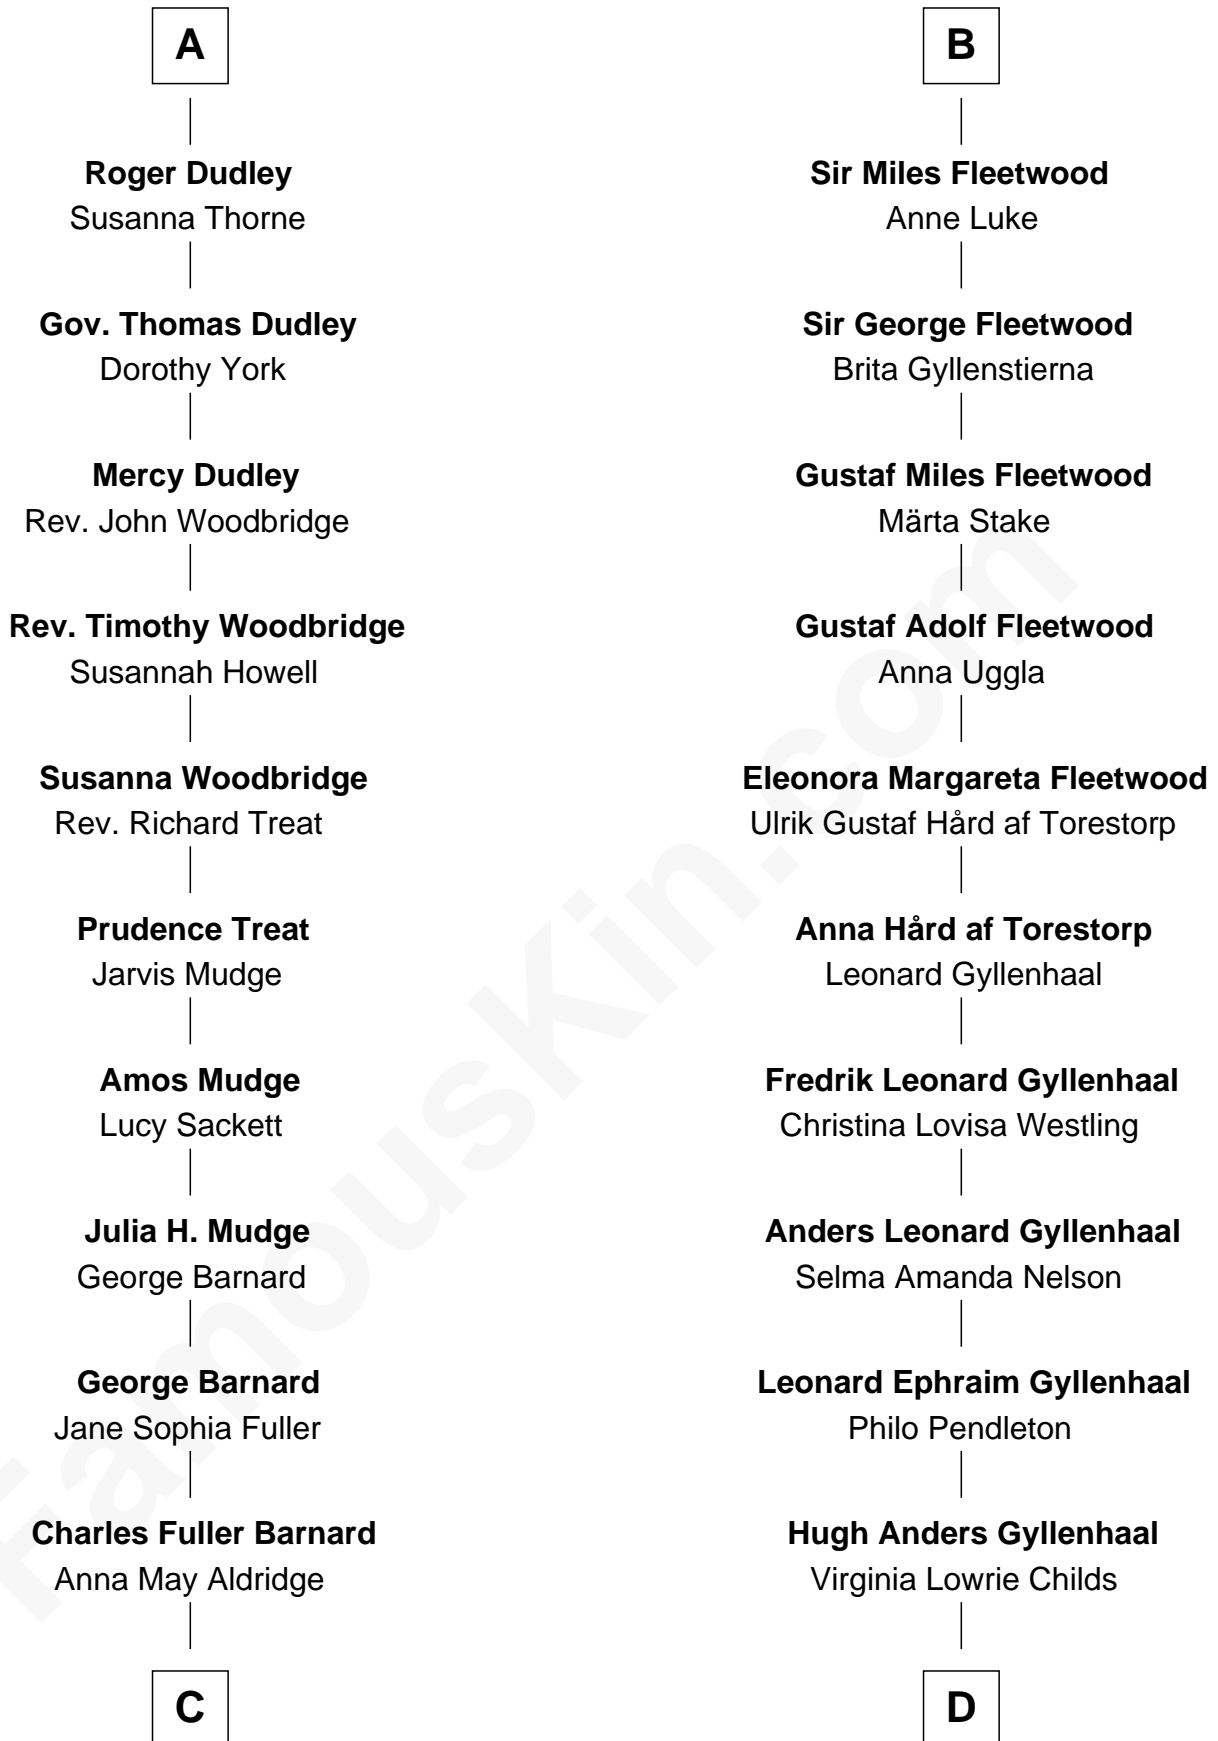 A
Roger Dudley
Susanna Thorne
Gov. Thomas Dudley
Dorothy York
Mercy Dudley
Rev. John Woodbridge
Rev. Timothy Woodbridge
Susannah Howell
Susanna Woodbridge
Rev. Richard Treat
Prudence Treat
Jarvis Mudge
Amos Mudge
Lucy Sackett
Julia H. Mudge
George Barnard
George Barnard
Jane Sophia Fuller
Charles Fuller Barnard
Anna May Aldridge
C
B
Sir Miles Fleetwood
Anne Luke
Sir George Fleetwood
Brita Gyllenstierna
Gustaf Miles Fleetwood
Märta Stake
Gustaf Adolf Fleetwood
Anna Uggla
Eleonora Margareta Fleetwood
Ulrik Gustaf Hård af Torestorp
Anna Hård af Torestorp
Leonard Gyllenhaal
Fredrik Leonard Gyllenhaal
Christina Lovisa Westling
Anders Leonard Gyllenhaal
Selma Amanda Nelson
Leonard Ephraim Gyllenhaal
Philo Pendleton
Hugh Anders Gyllenhaal
Virginia Lowrie Childs
D
FamousKin.com